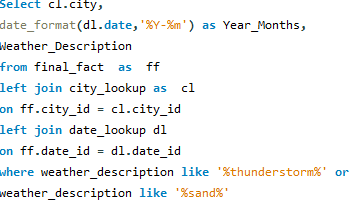 Select cl.city,
date_format(dl.date,'%Y-%m') as Year_Months,
Weather_Description
from final_fact as ff
left join city_lookup as cl
on ff.city_id = cl.city_id
left join date_lookup dl
on ff.date_id = dl.date_id
where weather_description like '%thunderstorm%' or
weather_description like '%sand%'